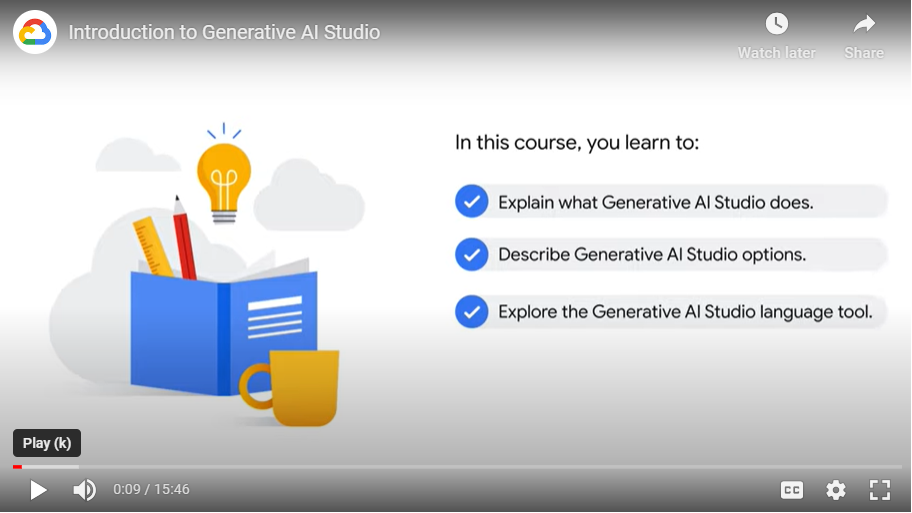 Introduction to Generative AI Studio
Watch later
Share
In this course, you learn to:
Explain what Generative AI Studio does.
Describe Generative AI Studio options.
Explore the Generative AI Studio language tool.
Play (k)
0:09 / 15:46
CC